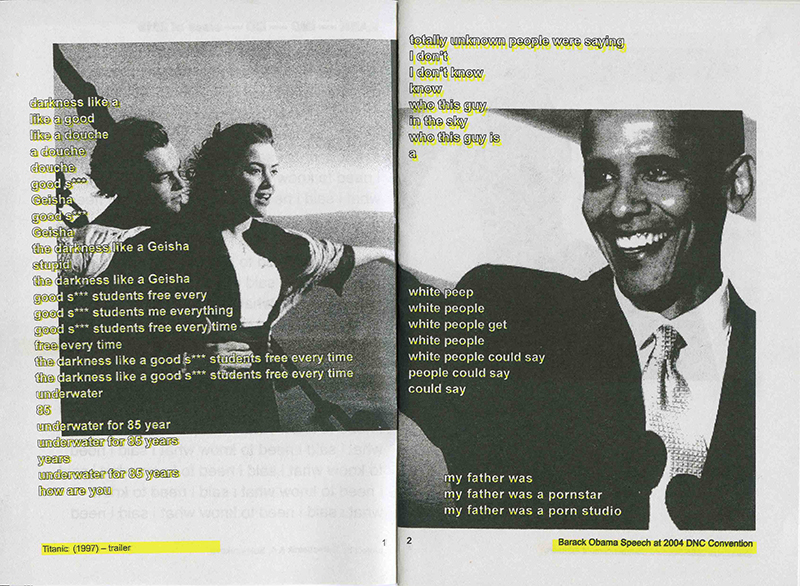 darkness like a
like a good
like a douche
a douche
douche
good s***
Geisha
good s***
Geisha
the darkness like a Geisha
stupid
the darkness like a Geisha
good s*** students free every
good s*** students me everything
good s*** students free every time
free every time
the darkness like a good s*** students free every time
the darkness like a good s*** students free every time
underwater
85
underwater for 85 year
underwater for 85 years
years
underwater for 85 years
how are you
Titanic (1997) – trailer
1
totally unknown people were saying
I don't
I don't know
know
who this guy
in the sky
who this guy is
a
white peep
white people
white people get
white people
white people could say
people could say
could say
my father was
my father was a pornstar
my father was a porn studio
2
Barack Obama Speech at 2004 DNC Convention